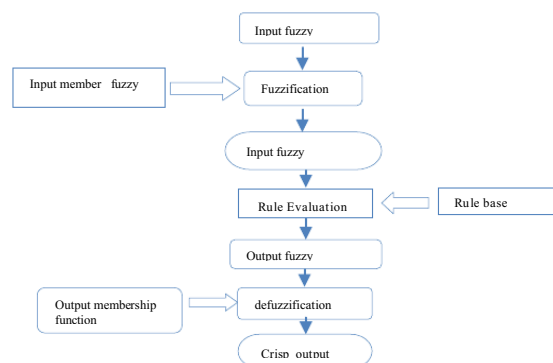 Input fuzzy
Input member fuzzy
Fuzzification
Input fuzzy
Rule Evaluation
Rule base
Output fuzzy
Output membership
function
defuzzification
Crisp output